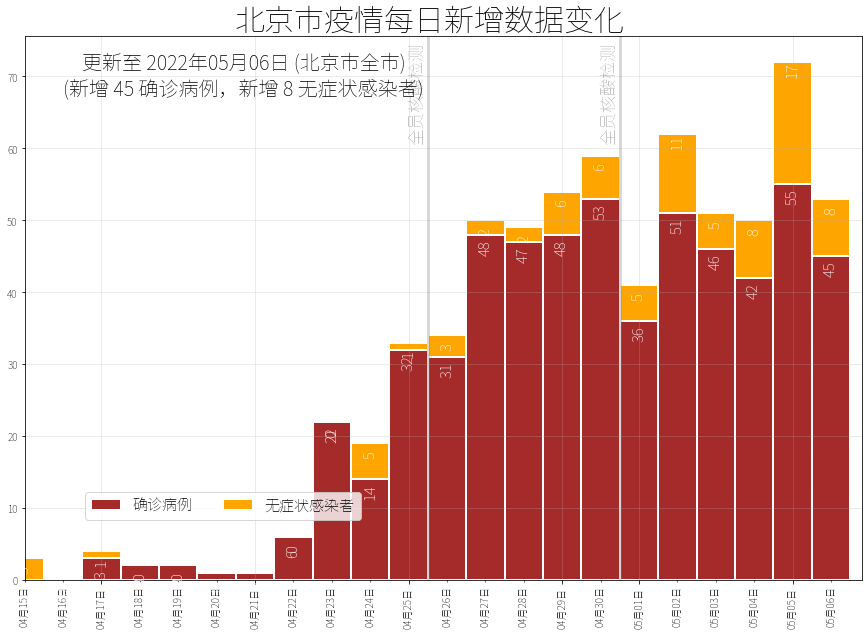 北京市疫情每日新增数据变化
更新至 2022年05月06日 (北京市全市)
(新增 45 确诊病例，新增 8 无症状感染者)
全员核酸检测
全员核酸检测
70
60
50
40
30
20
10
0
3 1
0
0
6 0
22 0
14 5
32 1
31 3
48 2
47 2
48 6
53 6
36 5
51 11
46 5
42 8
55 17
45 8
确诊病例 无症状感染者
04月15日
04月16日
04月17日
04月18日
04月19日
04月20日
04月21日
04月22日
04月23日
04月24日
04月25日
04月26日
04月27日
04月28日
04月29日
04月30日
05月01日
05月02日
05月03日
05月04日
05月05日
05月06日